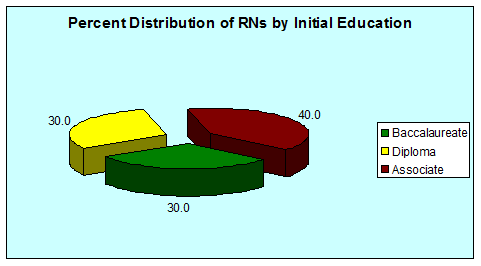 Percent Distribution of RNs by Initial Education
30.0
40.0
30.0
Baccalaureate
Diploma
Associate